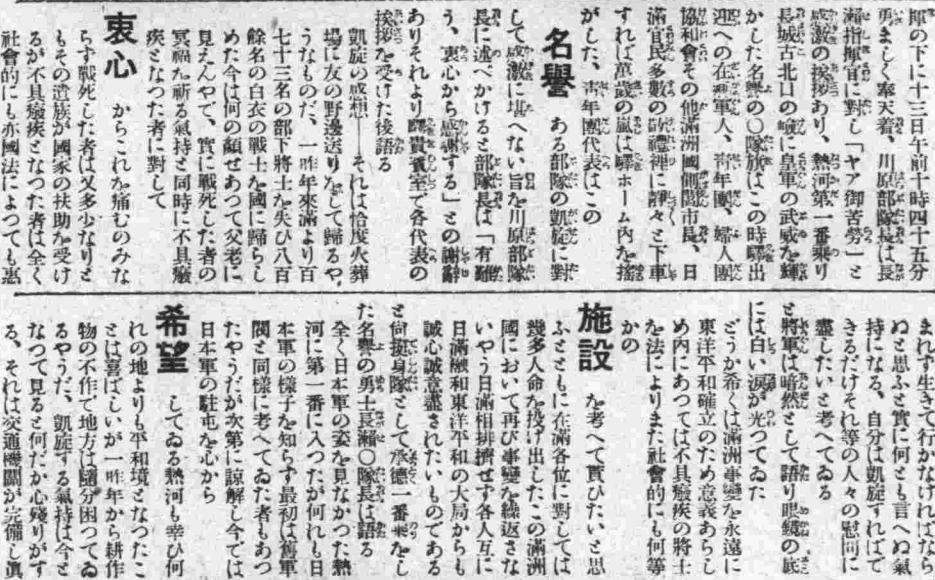 揮の下に十三日午前十時四十五分
勇ましく奉天着、川原部隊長は長
瀨指揮官に對し「ヤア御苦勞」と
感激の挨拶あり、熱河第一番乘り
長城古北口の嶮に皇軍の武威を輝
かした名譽の〇隊旗はこの時驛出
迎への在鄕軍人、靑年團、婦人團
協和會その他滿洲國側閻市長、日
滿官民多數の敬禮裡に靜々と下車
すれば萬歲の嵐は驛ホーム內を搖
がした、靑年團代表はこの
名譽 ある部隊の凱旋に對
して感激に堪へない旨を川原部隊
長に述べかけると部隊長は「有難
う、衷心から感謝する」との謝辭
ありそれより驛貴賓室で各代表の
挨拶を受けた後語る
凱旋の感想―それは恰度火葬
場に友の野邊送りをして歸るや
うなものだ、一昨年來滿より百
七十三名の部下將士を失ひ八百
餘名の白衣の戰士を國に歸らし
めた今は何の顏せあつて父老に
見えんやで、實に戰死した者の
冥福を祈る氣持と同時に不具癈
疾となつた者に對して
衷心 からこれを痛むのみな
らず戰死した者は又多少なりと
もその遺族が國家の扶助を受け
るが不具癈疾となつた者は全く
社會的にも亦國法によつても惠
まれず生きて行かなければなら
ぬと思ふと實に何とも言へぬ氣
持になる、自分は凱旋すればで
きるだけそれ等の人々の慰問に
盡したいと考へてゐる
と將軍は暗然として語り眼鏡の底
には白い淚が光つてゐた
どうか希くは滿洲事變を永遠に
東洋平和確立のため意義あらし
め內にあつては不具癈疾の將士
を法によりまた社會的にも何等
かの
施設 を考へて貰ひたいと思
ふとともに在滿各位に對しては
幾多人命を投げ出したこの滿洲
國において再び事變を繰返さな
いやう日滿相排擠せず各人互に
日滿融和東洋平和の大局からも
誠心誠意盡されたいものである
と尙挺身隊として承德一番乘をし
た名譽の勇士長瀨〇隊長は語る
全く日本軍の姿を見なかつた熱
河に第一番に入つたが何れも日
本軍の樣子を知らず最初は舊軍
閥と同樣に考へてゐた者もあつ
たやうだが次第に諒解し今では
日本軍の駐屯を心から
希望 してゐる熱河も幸ひ何
れの地よりも平和境となつたこ
とは喜ばしいが一昨年から耕作
物の不作で地方は隨分困つてゐ
るやうだ、凱旋する氣持は今と
なつて見ると何だか心殘りがす
る、それは交通機關が完備し滇